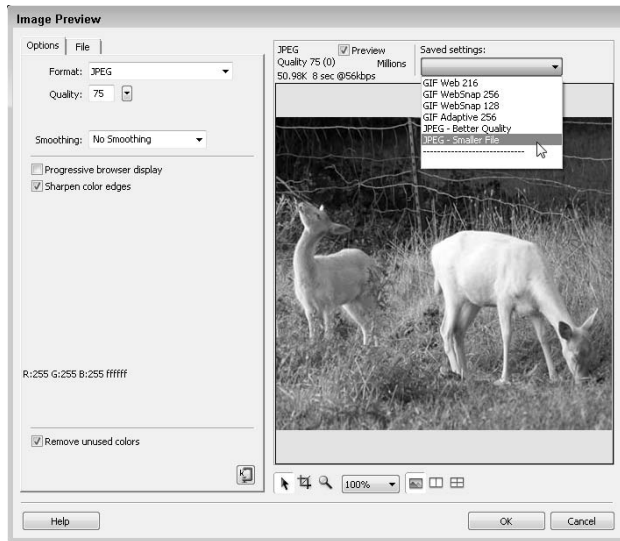 Image Preview
Options
File
Format: JPEG
Quality: 75
Smoothing: No Smoothing
Progressive browser display
Sharpen color edges
R:255 G:255 B:255 ffffff
Remove unused colors
JPEG
Preview
Quality 75 (0)
Millions
50.98K 8 sec @56kbps
Saved settings:
GIF Web 216
GIF WebSnap 256
GIF WebSnap 128
GIF Adaptive 256
JPEG - Better Quality
JPEG - Smaller File
-----------------------------
100%
Help
OK
Cancel